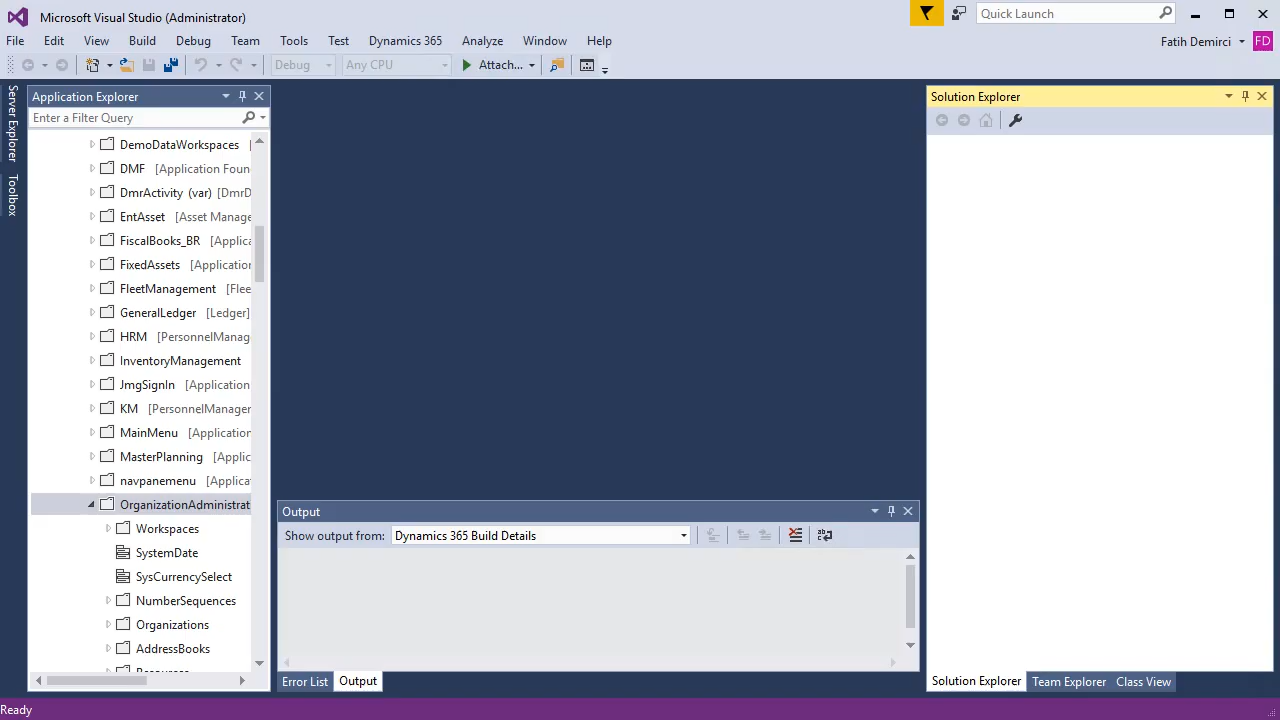 Microsoft Visual Studio (Administrator)
Quick Launch
File Edit View Build Debug Team Tools Test Dynamics 365 Analyze Window Help
Fatih Demirci FD
Debug Any CPU Attach...
Server Explorer
Toolbox
Application Explorer
Enter a Filter Query
DemoDataWorkspaces [
DMF [Application Foun
DmrActivity (var) [DmrD
EntAsset [Asset Manage
FiscalBooks_BR [Applica
FixedAssets [Application
FleetManagement [Flee
GeneralLedger [Ledger]
HRM [PersonnelManag
InventoryManagement
JmgSignIn [Application
KM [PersonnelManager
MainMenu [Application
MasterPlanning [Applic
navpanemenu [Applica
OrganizationAdministrat
Workspaces
SystemDate
SysCurrencySelect
NumberSequences
Organizations
AddressBooks
Output
Show output from: Dynamics 365 Build Details
Error List Output
Solution Explorer
Solution Explorer Team Explorer Class View
Ready